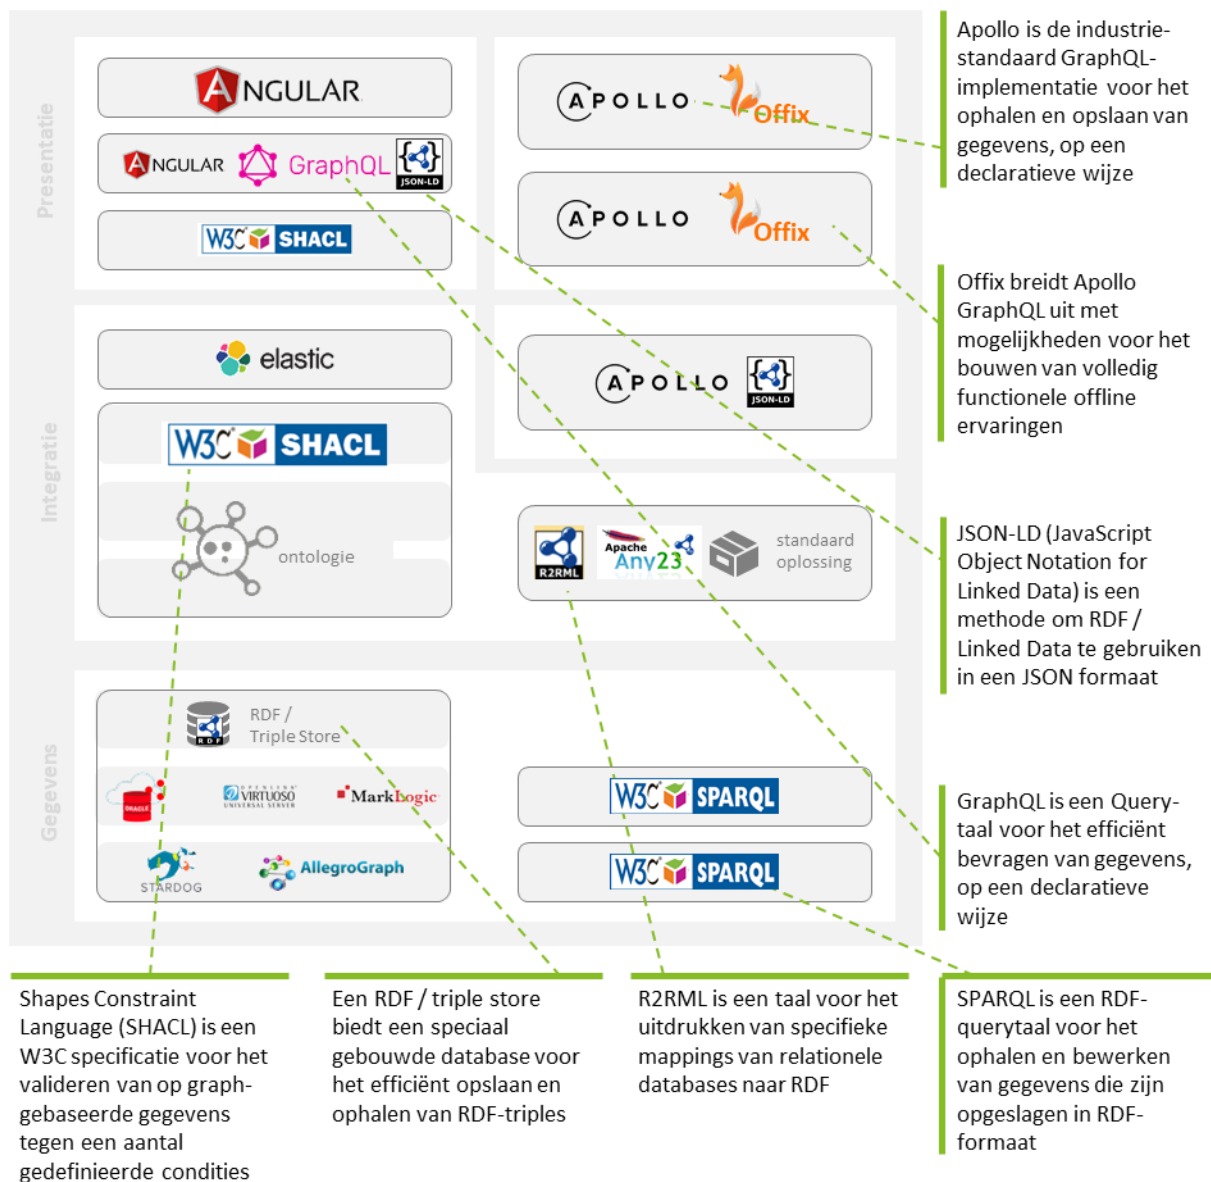 Presentatie
ANGULAR
ANGULAR GraphQL JSON-LD
W3C SHACL
APOLLO Offix
APOLLO Offix
Apollo is de industrie-
standaard GraphQL-
implementatie voor het
ophalen en opslaan van
gegevens, op een
declaratieve wijze
Offix breidt Apollo
GraphQL uit met
mogelijkheden voor het
bouwen van volledig
functionele offline
ervaringen
Integratie
elastic
W3C SHACL
ontologie
APOLLO JSON-LD
R2RML
Apache
Any23
standaard
oplossing
JSON-LD (JavaScript
Object Notation for
Linked Data) is een
methode om RDF /
Linked Data te gebruiken
in een JSON formaat
Gegevens
RDF
RDF /
Triple Store
ORACLE
OPENLINK
VIRTUOSO
UNIVERSAL SERVER
MarkLogic
STARDOG
AllegroGraph
W3C SPARQL
W3C SPARQL
GraphQL is een Query-
taal voor het efficiënt
bevragen van gegevens,
op een declaratieve
wijze
Shapes Constraint
Language (SHACL) is een
W3C specificatie voor het
valideren van op graph-
gebaseerde gegevens
tegen een aantal
gedefinieerde condities
Een RDF / triple store
biedt een speciaal
gebouwde database voor
het efficiënt opslaan en
ophalen van RDF-triples
R2RML is een taal voor het
uitdrukken van specifieke
mappings van relationele
databases naar RDF
SPARQL is een RDF-
querytaal voor het
ophalen en bewerken
van gegevens die zijn
opgeslagen in RDF-
formaat